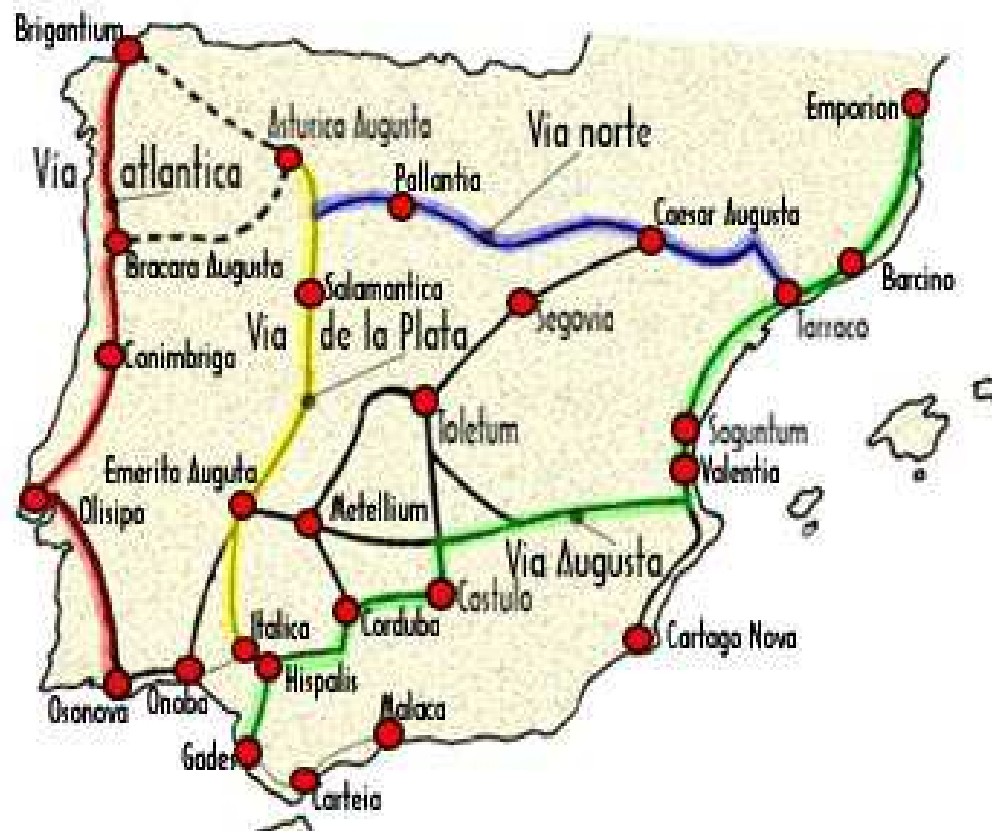 Brigantium
Emporian
Asturica Augusta
Via norte
Via atlantica
Pallantia
Caesar Augusta
Bracara Augusta
Barcino
Salamantica
Segovia
Tarraco
Via de la Plata
Conimbriga
Toletum
Saguntum
Valentia
Emerita Auguta
Metellium
Olisipo
Via Augusta
Castulo
Corduba
Italica
Cartago Nova
Hispalis
Osonova
Onoba
Malaca
Gades
Carteia